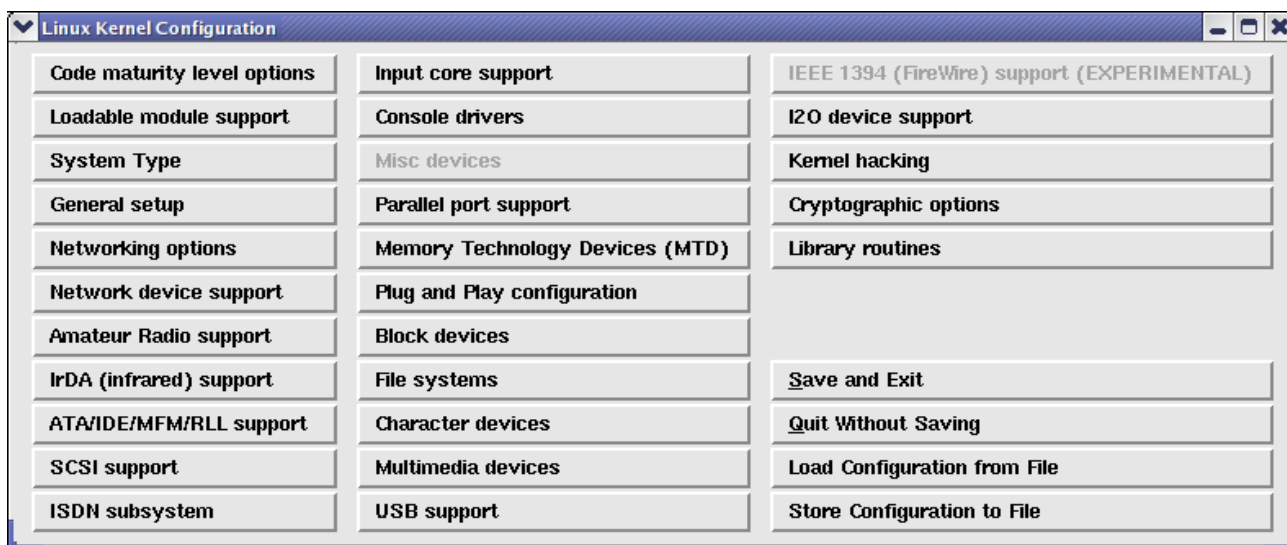 Linux Kernel Configuration
Code maturity level options
Loadable module support
System Type
General setup
Networking options
Network device support
Amateur Radio support
IrDA (infrared) support
ATA/IDE/MFM/RLL support
SCSI support
ISDN subsystem
Input core support
Console drivers
Misc devices
Parallel port support
Memory Technology Devices (MTD)
Plug and Play configuration
Block devices
File systems
Character devices
Multimedia devices
USB support
IEEE 1394 (FireWire) support (EXPERIMENTAL)
I2O device support
Kernel hacking
Cryptographic options
Library routines
Save and Exit
Quit Without Saving
Load Configuration from File
Store Configuration to File